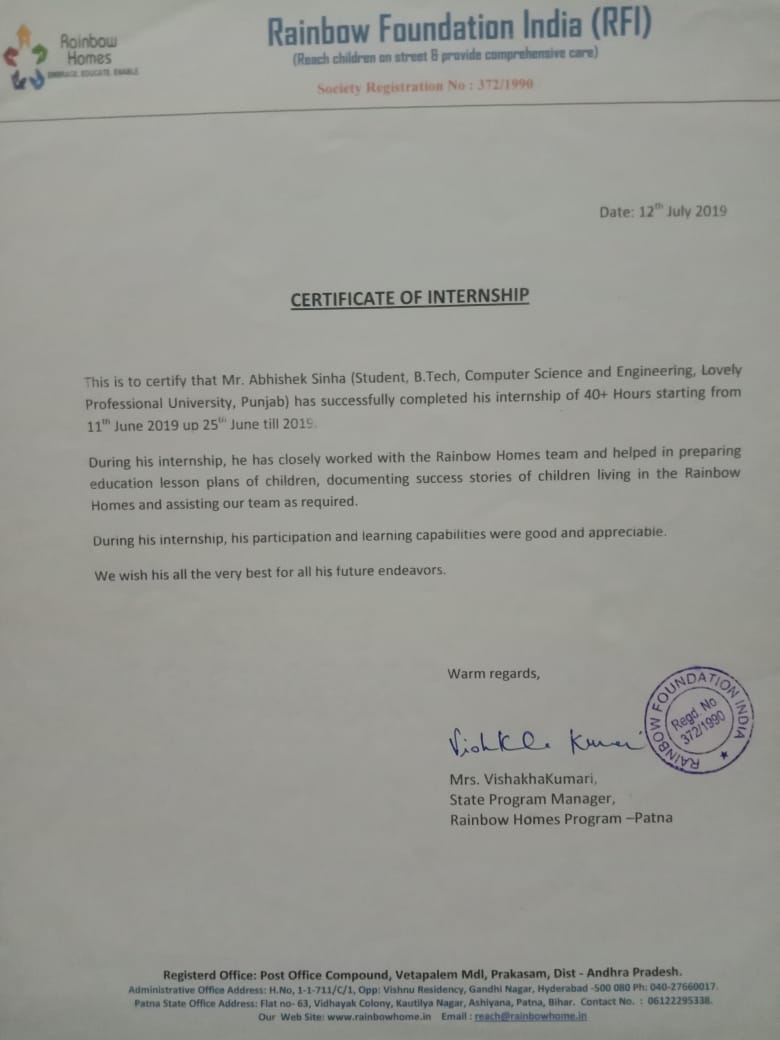 Rainbow
Homes
EMBRACE. EDUCATE. ENABLE
Rainbow Foundation India (RFI)
(Reach children on street & provide comprehensive care)
Society Registration No : 372/1990
Date: 12th July 2019
CERTIFICATE OF INTERNSHIP
This is to certify that Mr. Abhishek Sinha (Student, B.Tech, Computer Science and Engineering, Lovely
Professional University, Punjab) has successfully completed his internship of 40+ Hours starting from
11th June 2019 up 25th June till 2019.
During his internship, he has closely worked with the Rainbow Homes team and helped in preparing
education lesson plans of children, documenting success stories of children living in the Rainbow
Homes and assisting our team as required.
During his internship, his participation and learning capabilities were good and appreciable.
We wish his all the very best for all his future endeavors.
Warm regards,
Kumari
RAINBOW FOUNDATION INDIA
Regd. No
372/1990
Mrs. VishakhaKumari,
State Program Manager,
Rainbow Homes Program –Patna
Registerd Office: Post Office Compound, Vetapalem Mdl, Prakasam, Dist - Andhra Pradesh.
Administrative Office Address: H.No, 1-1-711/C/1, Opp: Vishnu Residency, Gandhi Nagar, Hyderabad -500 080 Ph: 040-27660017.
Patna State Office Address: Flat no- 63, Vidhayak Colony, Kautilya Nagar, Ashiyana, Patna, Bihar. Contact No. : 06122295338.
Our Web Site: www.rainbowhome.in Email : reach@rainbowhome.in